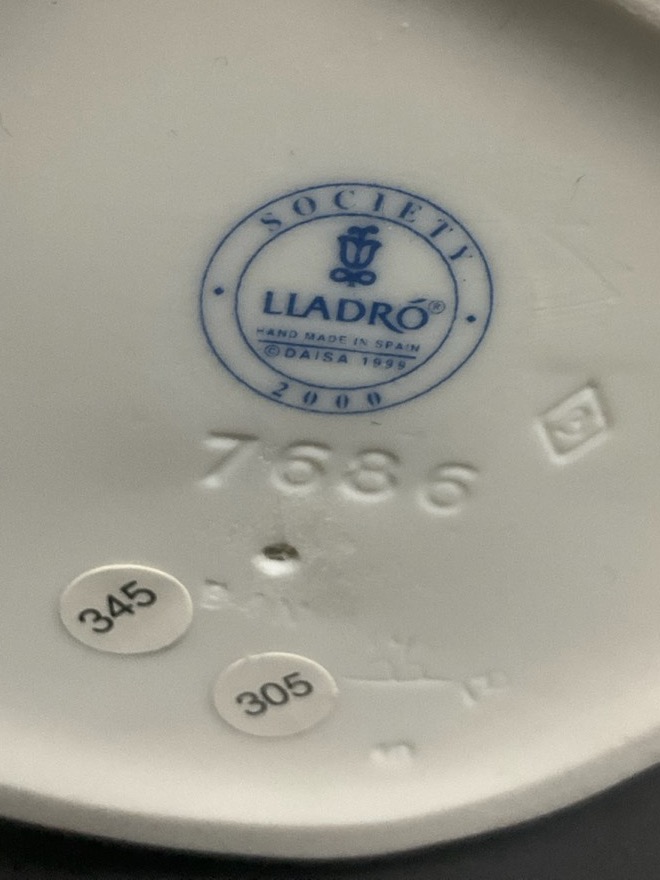 SOCIETY
LLADRÓ®
HAND MADE IN SPAIN
©DAISA 1999
2000
7686
345
305